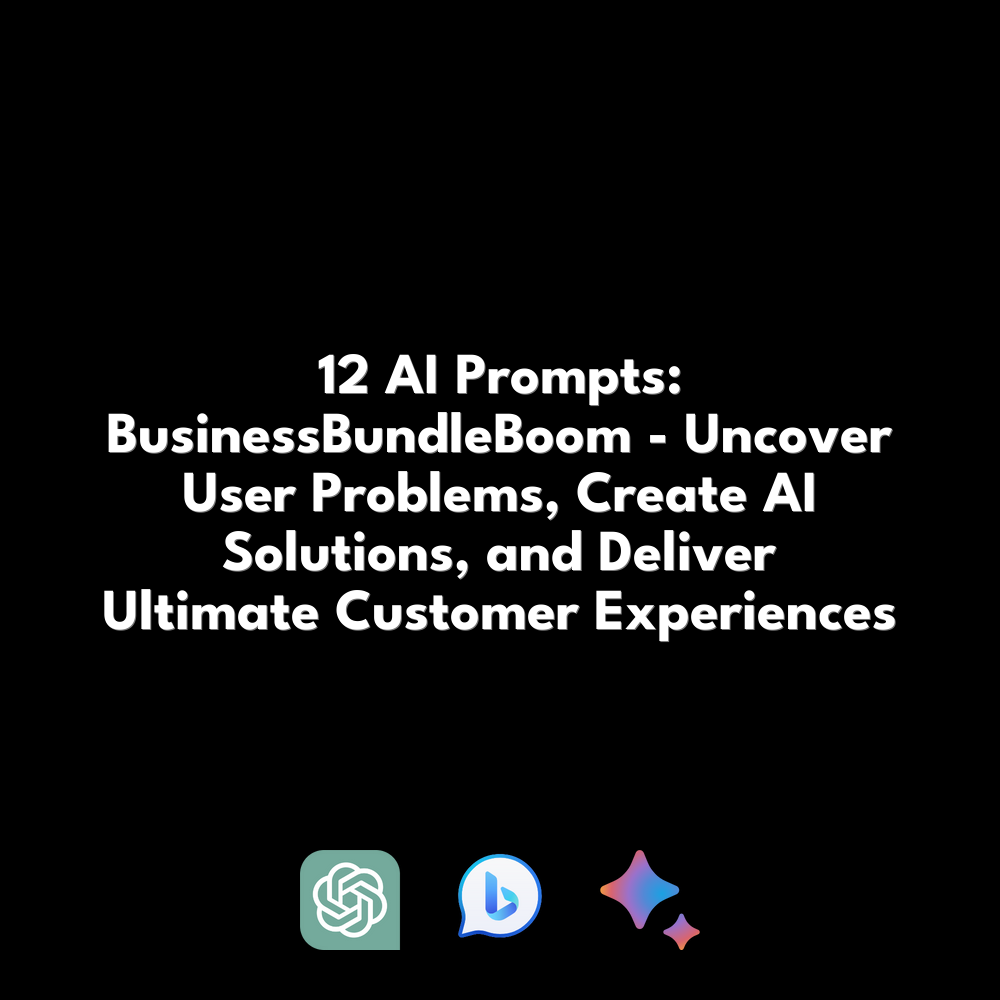 12 AI Prompts:
BusinessBundleBoom - Uncover
User Problems, Create AI
Solutions, and Deliver
Ultimate Customer Experiences